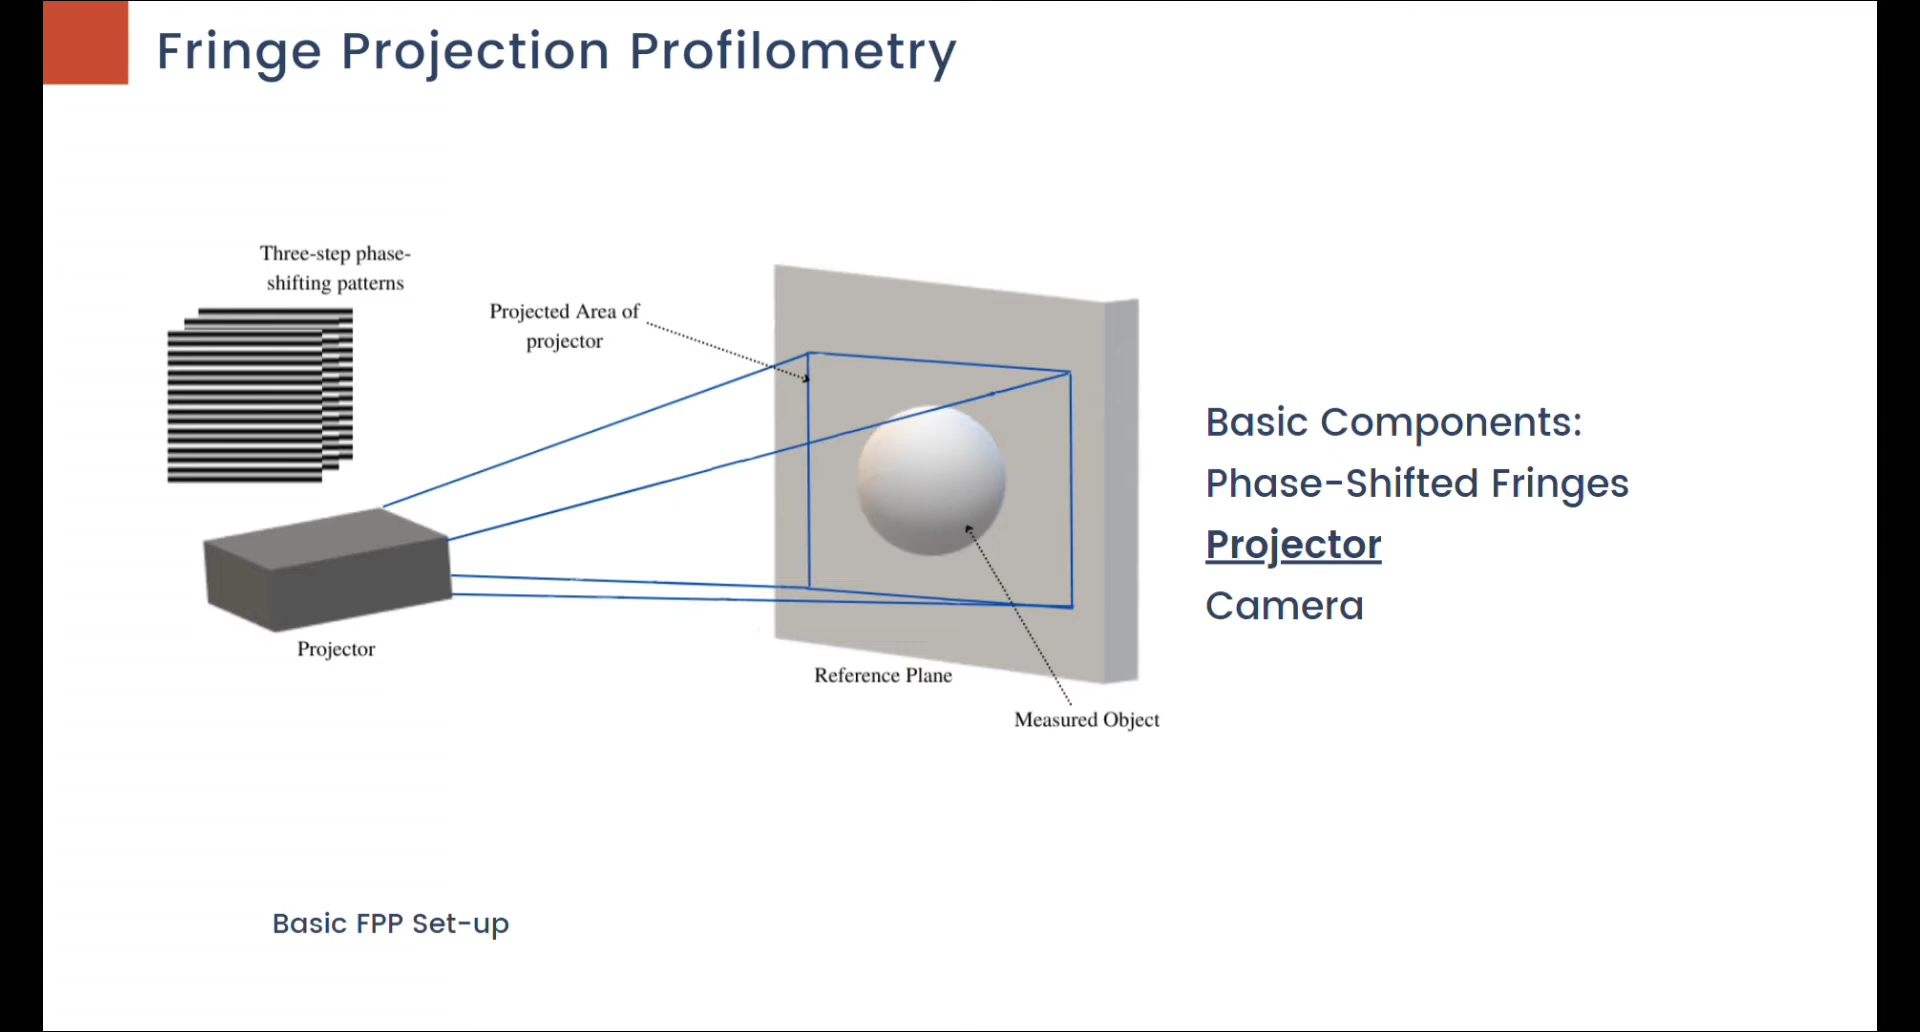 Fringe Projection Profilometry
Three-step phase-
shifting patterns
Projected Area of
projector
Projector
Reference Plane
Measured Object
Basic Components:
Phase-Shifted Fringes
Projector
Camera
Basic FPP Set-up